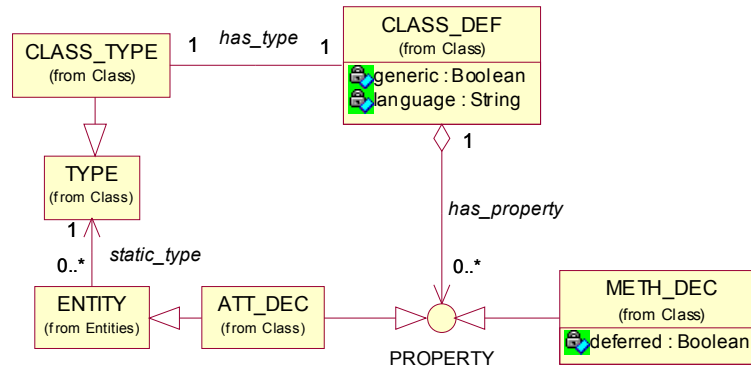 CLASS_TYPE
(from Class)
1
has_type
1
CLASS_DEF
(from Class)
generic : Boolean
language : String
1
TYPE
(from Class)
1
has_property
static_type
0..*
0..*
ENTITY
(from Entities)
ATT_DEC
(from Class)
PROPERTY
METH_DEC
(from Class)
deferred : Boolean